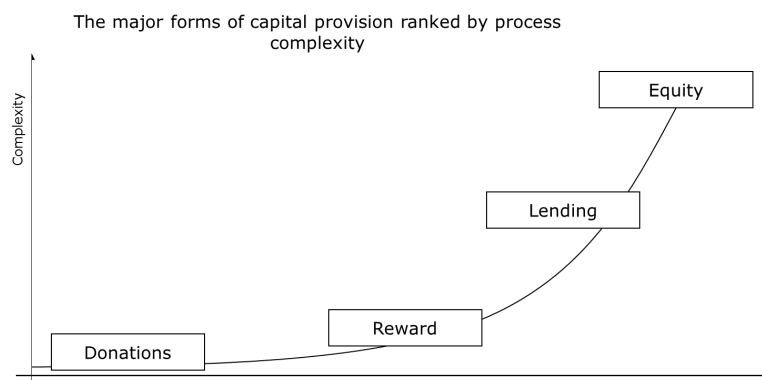 The major forms of capital provision ranked by process
complexity
Complexity
Equity
Lending
Reward
Donations